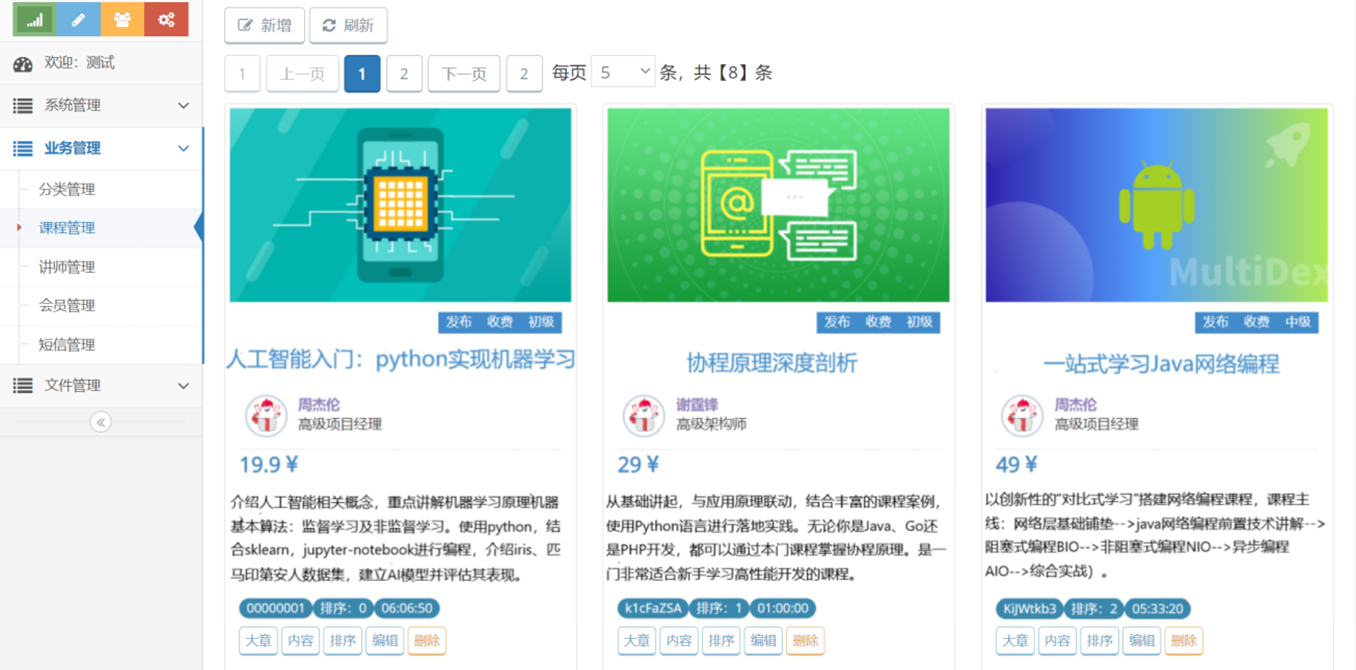 欢迎：测试
系统管理
业务管理
分类管理
课程管理
讲师管理
会员管理
短信管理
文件管理
新增 刷新
1 上一页 1 2 下一页 2 每页 5 条，共【8】条
@
MultiDex
发布 收费 初级
人工智能入门：python实现机器学习
周杰伦
高级项目经理
19.9 ¥
介绍人工智能相关概念，重点讲解机器学习原理机器
基本算法：监督学习及非监督学习。使用python，结
合sklearn，jupyter-notebook进行编程，介绍iris、匹
马印第安人数据集，建立AI模型并评估其表现。
00000001 排序：0 06:06:50
大章 内容 排序 编辑 删除
发布 收费 初级
协程原理深度剖析
谢霆锋
高级架构师
29 ¥
从基础讲起，与应用原理联动，结合丰富的课程案例，
使用Python语言进行落地实践。无论你是Java、Go还
是PHP开发，都可以通过本门课程掌握协程原理。是一
门非常适合新手学习高性能开发的课程。
k1cFaZSA 排序：1 01:00:00
大章 内容 排序 编辑 删除
发布 收费 中级
一站式学习Java网络编程
周杰伦
高级项目经理
49 ¥
以创新性的“对比式学习”搭建网络编程课程，课程主
线：网络层基础铺垫-->java网络编程前置技术讲解-->
阻塞式编程BIO-->非阻塞式编程NIO-->异步编程
AIO-->综合实战）。
KiJWtkb3 排序：2 05:33:20
大章 内容 排序 编辑 删除